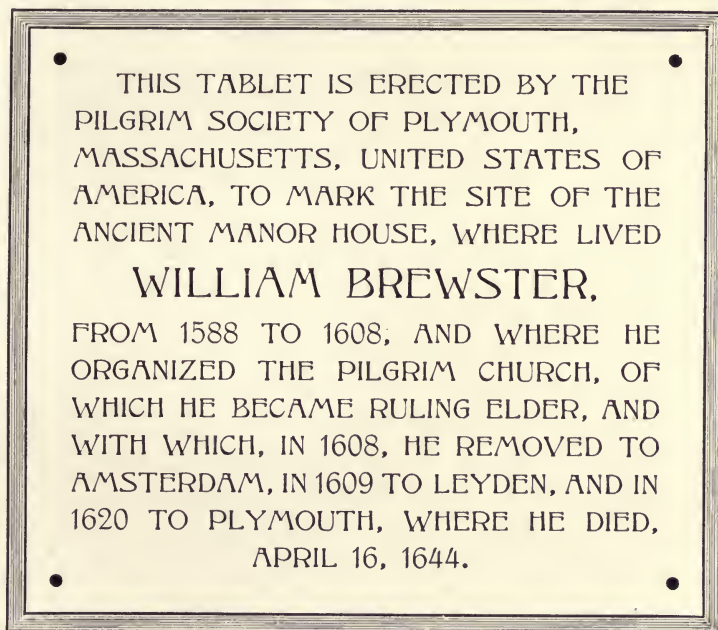 THIS TABLET IS ERECTED BY THE
PILGRIM SOCIETY OF PLYMOUTH,
MASSACHUSETTS, UNITED STATES OF
AMERICA, TO MARK THE SITE OF THE
ANCIENT MANOR HOUSE, WHERE LIVED
WILLIAM BREWSTER,
FROM 1588 TO 1608, AND WHERE HE
ORGANIZED THE PILGRIM CHURCH, OF
WHICH HE BECAME RULING ELDER, AND
WITH WHICH, IN 1608, HE REMOVED TO
AMSTERDAM, IN 1609 TO LEYDEN, AND IN
1620 TO PLYMOUTH, WHERE HE DIED,
APRIL 16, 1644.